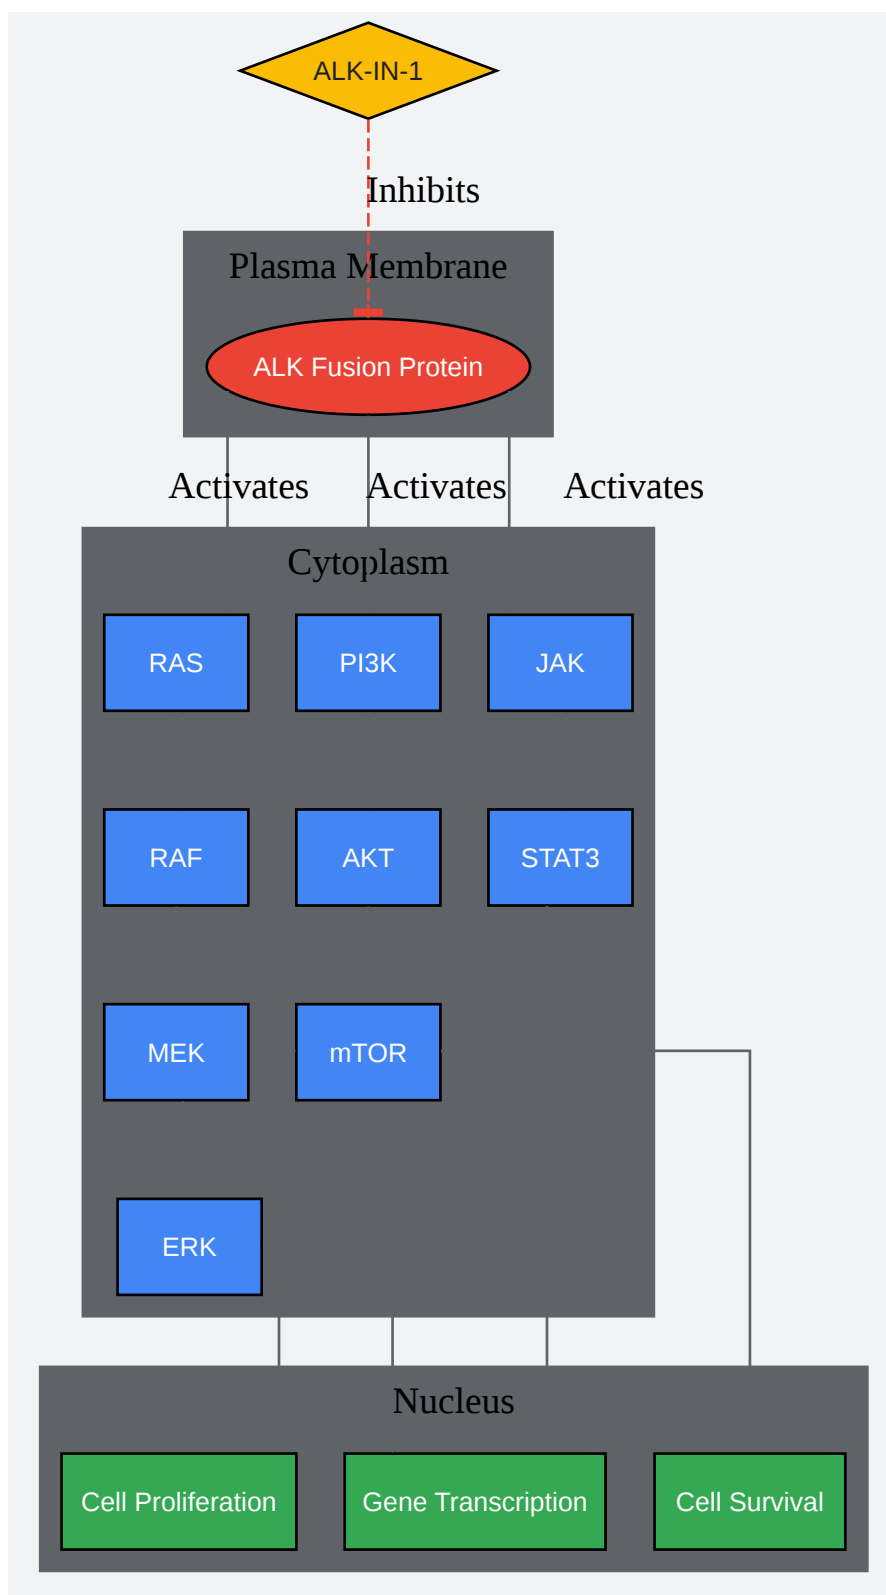 ALK-IN-1
Inhibits
Plasma Membrane
ALK Fusion Protein
Activates Activates Activates
Cytoplasm
RAS PI3K JAK
RAF AKT STAT3
MEK mTOR
ERK
Nucleus
Cell Proliferation Gene Transcription Cell Survival